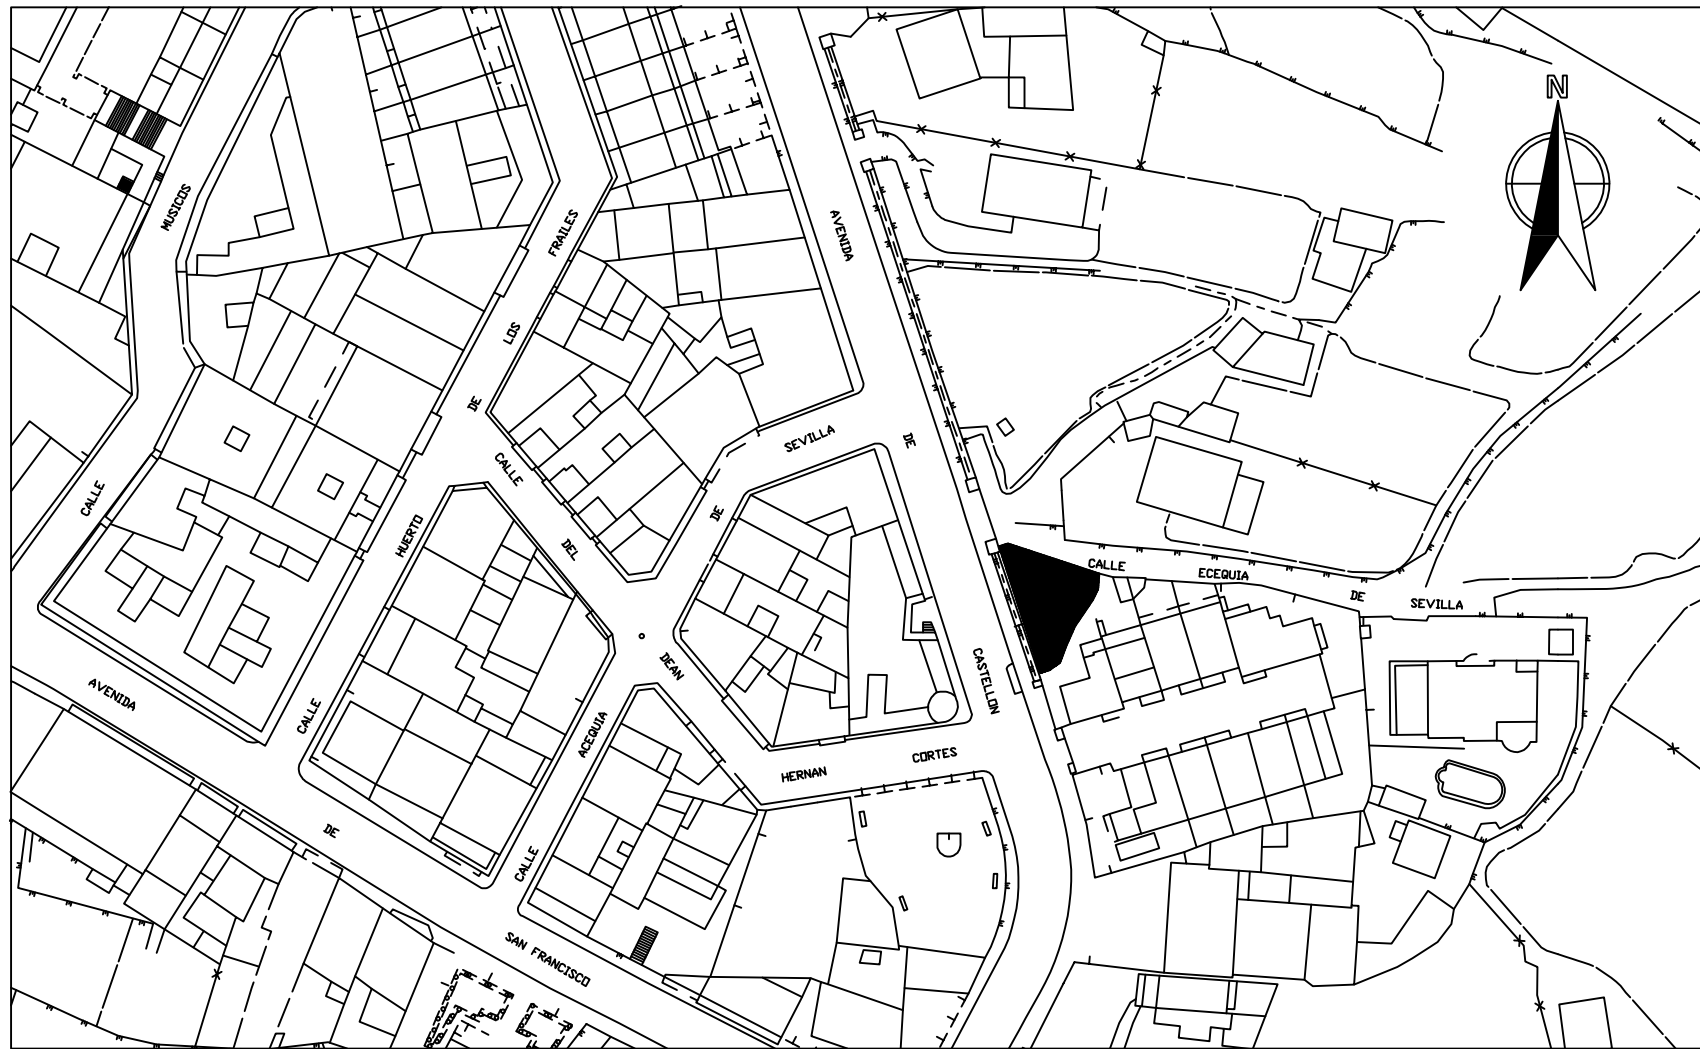 N
MUSICOS
FRAILES
AVENIDA
LOS
DE
SEVILLA
DE
CALLE
CALLE
DE
HUERTO
DEL
CALLE
ECEQUIA
DE
SEVILLA
DEAN
CASTELLON
AVENIDA
CALLE
ACEQUIA
HERNAN
CORTES
DE
CALLE
SAN FRANCISCO